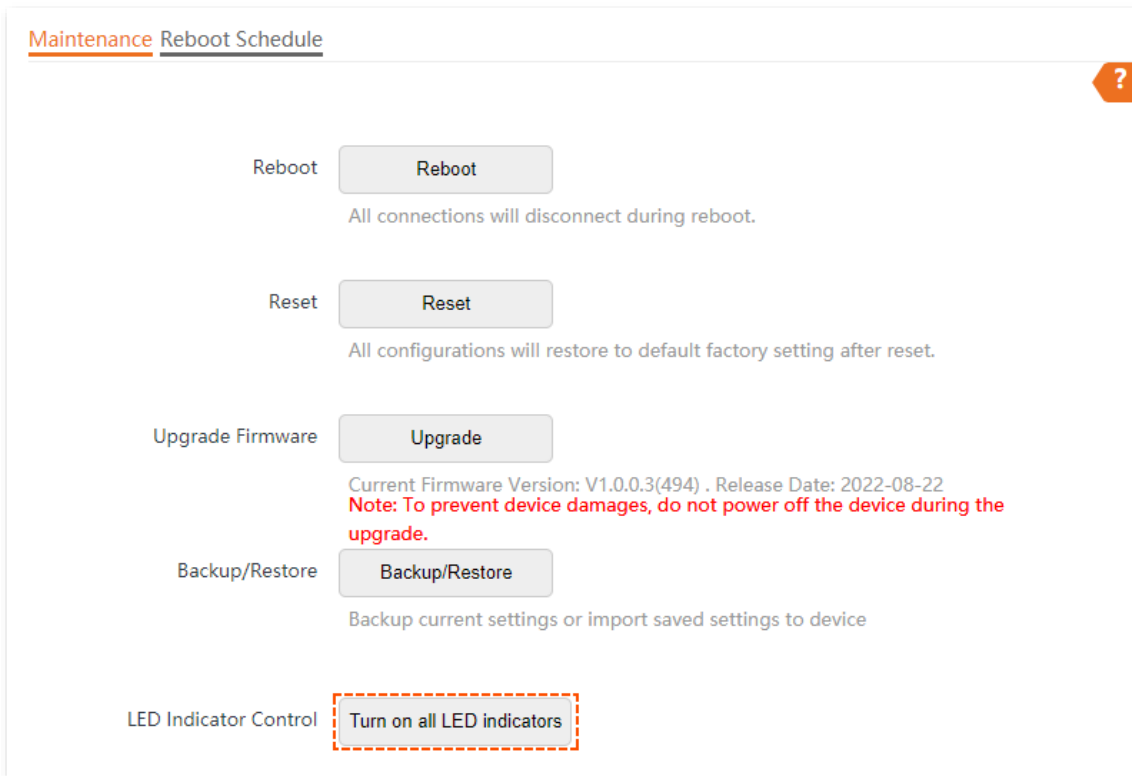 Maintenance Reboot Schedule
?
Reboot Reboot
All connections will disconnect during reboot.
Reset Reset
All configurations will restore to default factory setting after reset.
Upgrade Firmware Upgrade
Current Firmware Version: V1.0.0.3(494) . Release Date: 2022-08-22
Note: To prevent device damages, do not power off the device during the
upgrade.
Backup/Restore Backup/Restore
Backup current settings or import saved settings to device
LED Indicator Control Turn on all LED indicators